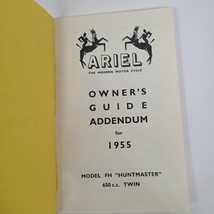 ARIEL
THE MODERN MOTOR CYCLE
OWNER'S
GUIDE
ADDENDUM
for
1955
MODEL FH "HUNTMASTER"
650 c.c. TWIN